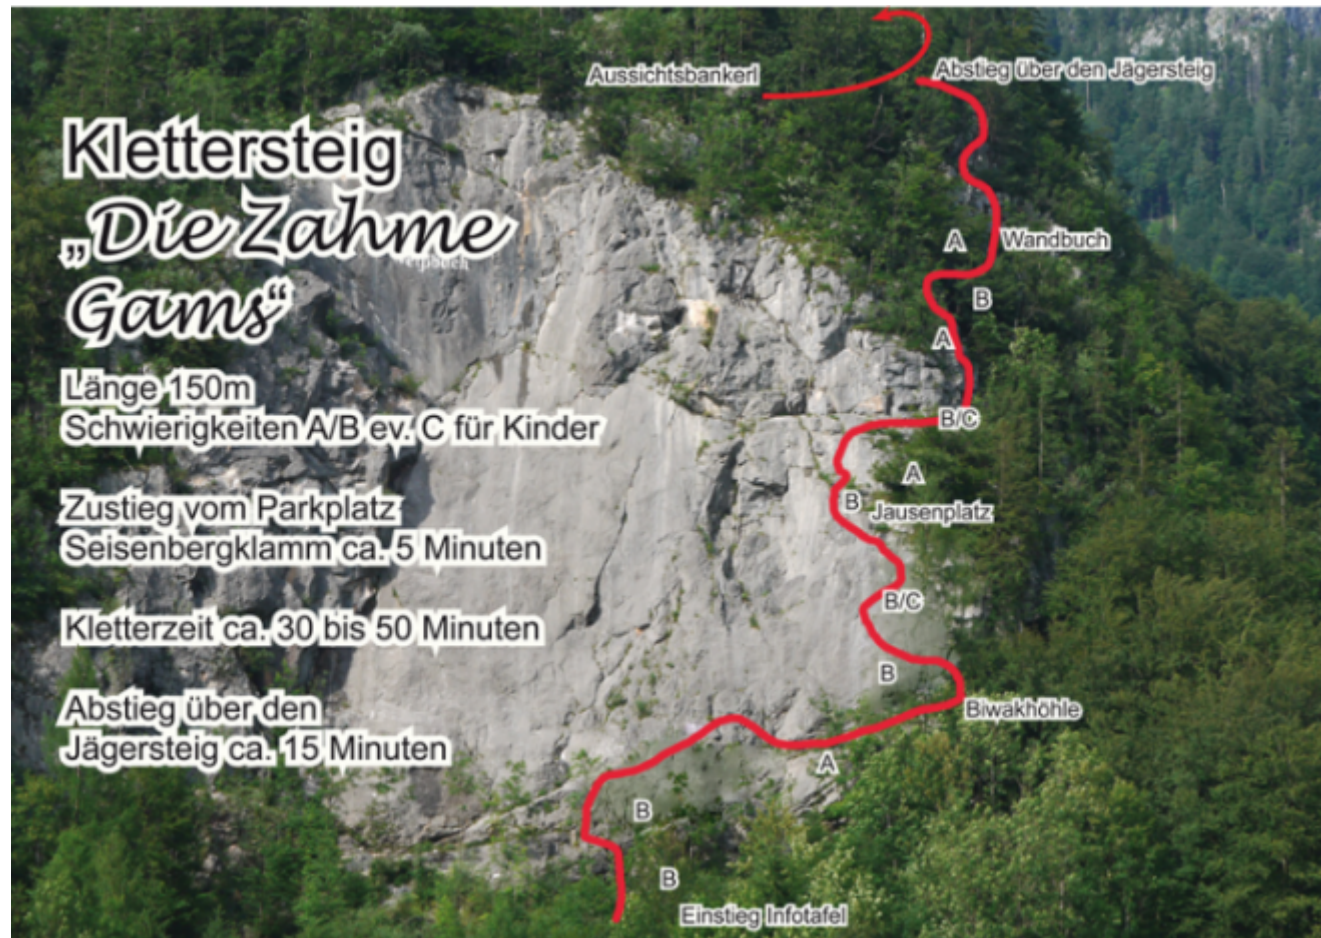 Aussichtsbankerl
Abstieg über den Jägersteig
Klettersteig
„Die Zahme
Gams“
Länge 150m
Schwierigkeiten A/B ev. C für Kinder
Zustieg vom Parkplatz
Seisenbergklamm ca. 5 Minuten
Kletterzeit ca. 30 bis 50 Minuten
Abstieg über den
Jägersteig ca. 15 Minuten
A
Wandbuch
B
A
B/C
A
B
Jausenplatz
B/C
B
Biwakhöhle
A
B
B
Einstieg Infotafel